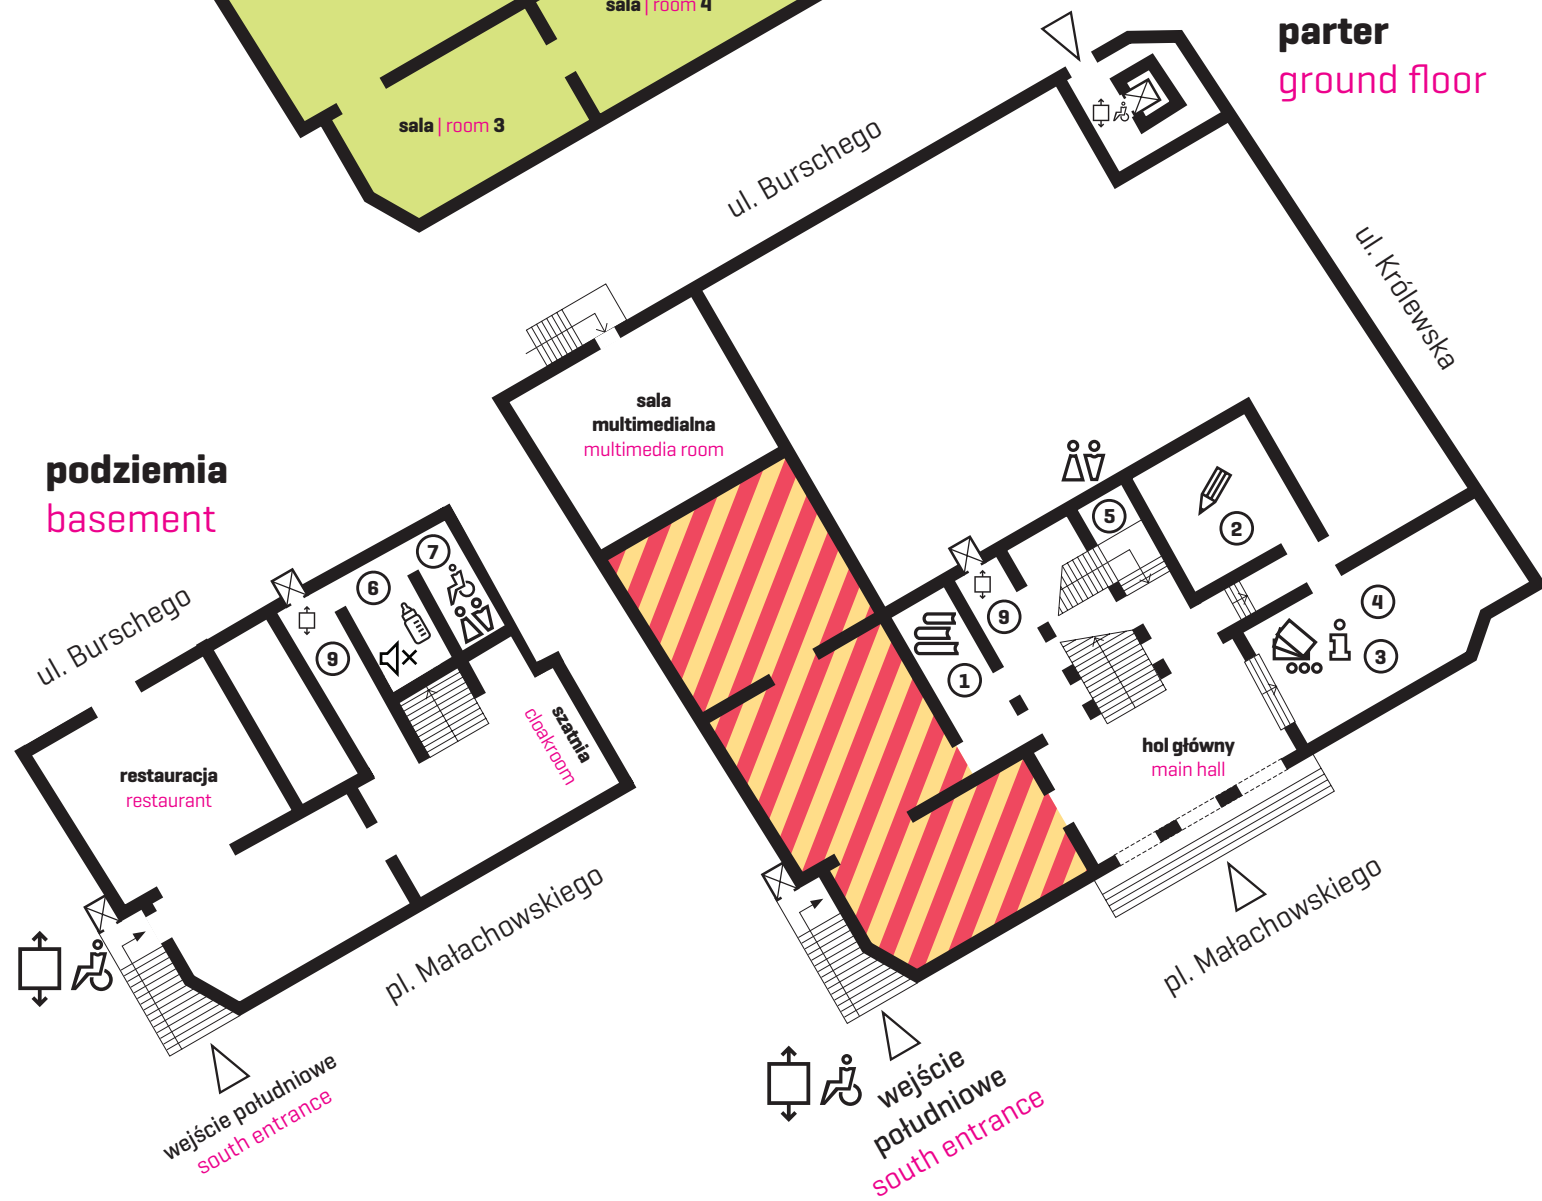 sala | room 4
sala | room 3
parter
ground floor
ul. Burschego
ul. Królewska
sala
multimedialna
multimedia room
podziemia
basement
ul. Burschego
5
2
7
6
9
9
1
4
3
szatnia
cloakroom
restauracja
restaurant
hol główny
main hall
pl. Małachowskiego
pl. Małachowskiego
wejście południowe
south entrance
wejście
południowe
south entrance